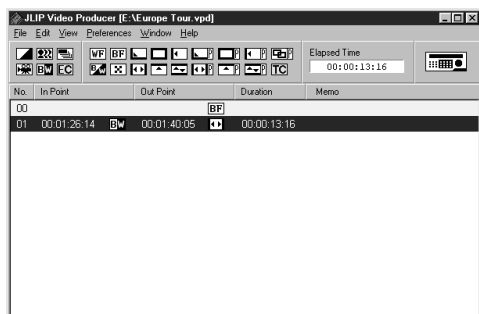 JLIP Video Producer [E:\Europe Tour.vpd]
File Edit View Preferences Window Help
WF BF P P P Elapsed Time
BW EC B/W P P P TC 00:00:13:16
No. In Point Out Point Duration Memo
00 BF
01 00:01:26:14 BW 00:01:40:05 00:00:13:16